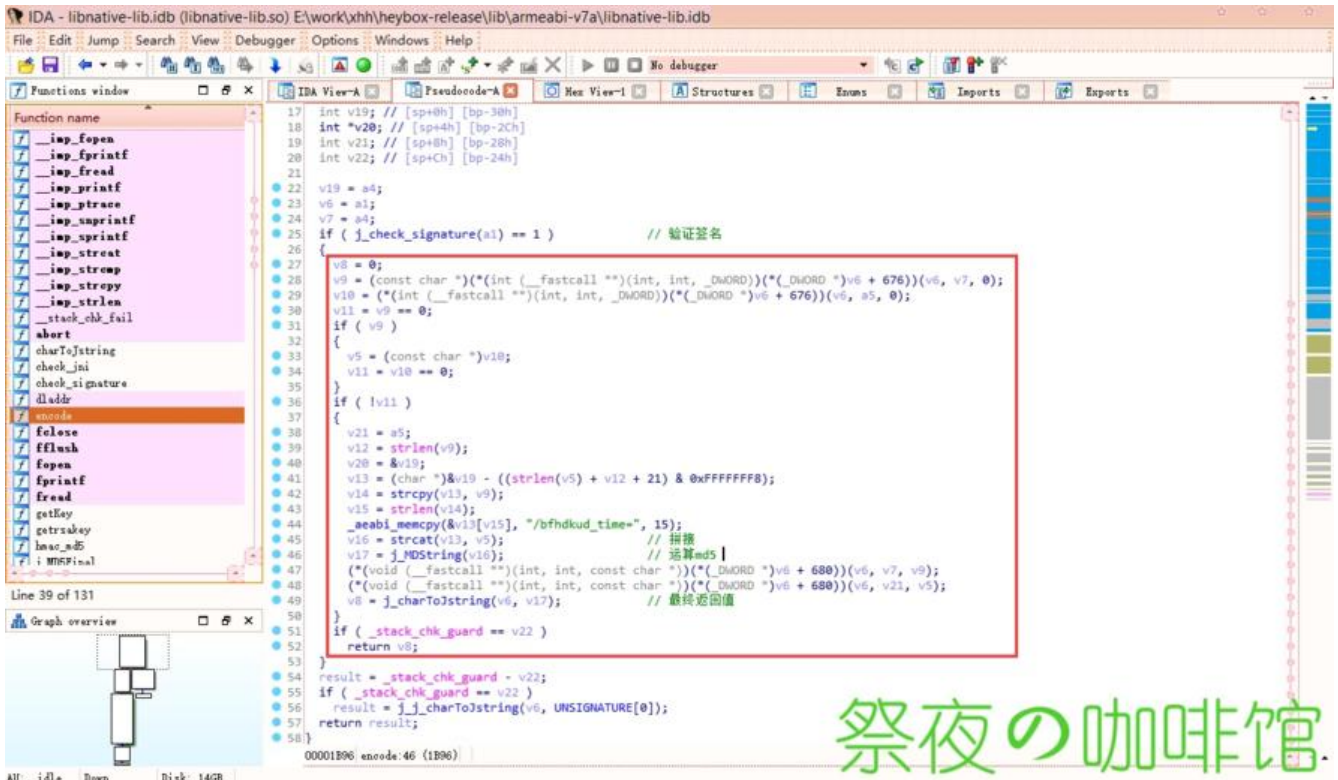 IDA - libnative-lib.idb (libnative-lib.so) E:\work\xhh\heybox-release\lib\armeabi-v7a\libnative-lib.idb
File Edit Jump Search View Debugger Options Windows Help
No debugger
Functions window
IDA View-A Pseudocode-A Hex View-1 Structures Enums Imports Exports
Function name
__imp_fopen
__imp_fprintf
__imp_fread
__imp_printf
__imp_ptrace
__imp_snprintf
__imp_sprintf
__imp_strcat
__imp_strcmp
__imp_strcpy
__imp_strlen
__stack_chk_fail
abort
charToJstring
check_jni
check_signature
dladdr
encode
fclose
fflush
fopen
fprintf
fread
getKey
getrsakey
hmac_md5
j_MD5Final
Line 39 of 131
Graph overview
17 int v19; // [sp+0h] [bp-30h]
18 int *v20; // [sp+4h] [bp-2Ch]
19 int v21; // [sp+8h] [bp-28h]
20 int v22; // [sp+Ch] [bp-24h]
21
22 v19 = a4;
23 v6 = a1;
24 v7 = a4;
25 if ( j_check_signature(a1) == 1 ) // 验证签名
26 {
27 v8 = 0;
28 v9 = (const char *)(*(int (__fastcall **)(int, int, _DWORD))(*(_DWORD *)v6 + 676))(v6, v7, 0);
29 v10 = (*(int (__fastcall **)(int, int, _DWORD))(*(_DWORD *)v6 + 676))(v6, a5, 0);
30 v11 = v9 == 0;
31 if ( v9 )
32 {
33 v5 = (const char *)v10;
34 v11 = v10 == 0;
35 }
36 if ( !v11 )
37 {
38 v21 = a5;
39 v12 = strlen(v9);
40 v20 = &v19;
41 v13 = (char *)&v19 - ((strlen(v5) + v12 + 21) & 0xFFFFFFF8);
42 v14 = strcpy(v13, v9);
43 v15 = strlen(v14);
44 _aeabi_memcpy(&v13[v15], "/bfhdkud_time=", 15);
45 v16 = strcat(v13, v5); // 拼接
46 v17 = j_MDString(v16); // 运算md5
47 (*(void (__fastcall **)(int, int, const char *))(*(_DWORD *)v6 + 680))(v6, v7, v9);
48 (*(void (__fastcall **)(int, int, const char *))(*(_DWORD *)v6 + 680))(v6, v21, v5);
49 v8 = j_charToJstring(v6, v17); // 最终返回值
50 }
51 if ( _stack_chk_guard == v22 )
52 return v8;
53 }
54 result = _stack_chk_guard - v22;
55 if ( _stack_chk_guard == v22 )
56 result = j_j_charToJstring(v6, UNSIGNATURE[0]);
57 return result;
58 }
00001B96 encode:46 (1B96)
AU: idle Down Disk: 14GB
祭夜の咖啡馆